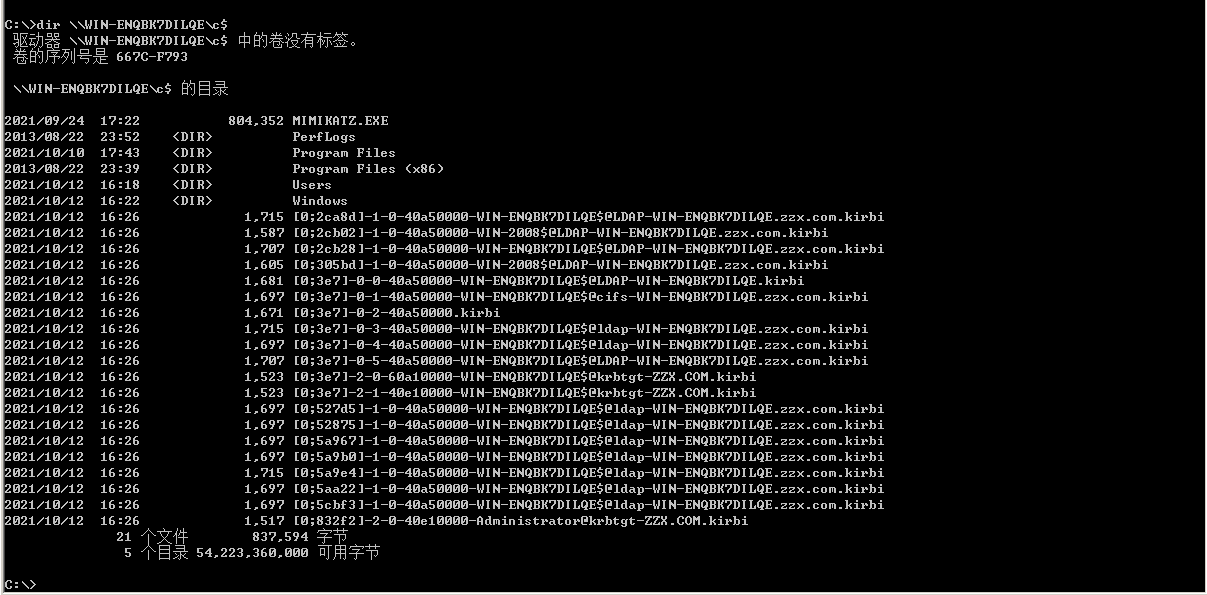 C:\>dir \\WIN-ENQBK7DILQE\c$
驱动器 \\WIN-ENQBK7DILQE\c$ 中的卷没有标签。
卷的序列号是 667C-F793
\\WIN-ENQBK7DILQE\c$ 的目录
2021/09/24  17:22           804,352 MIMIKATZ.EXE
2013/08/22  23:52    <DIR>          PerfLogs
2021/10/10  17:43    <DIR>          Program Files
2013/08/22  23:39    <DIR>          Program Files (x86)
2021/10/12  16:18    <DIR>          Users
2021/10/12  16:22    <DIR>          Windows
2021/10/12  16:26             1,715 [0;2ca8d]-1-0-40a50000-WIN-ENQBK7DILQE$@LDAP-WIN-ENQBK7DILQE.zzx.com.kirbi
2021/10/12  16:26             1,587 [0;2cb02]-1-0-40a50000-WIN-2008$@LDAP-WIN-ENQBK7DILQE.zzx.com.kirbi
2021/10/12  16:26             1,707 [0;2cb28]-1-0-40a50000-WIN-ENQBK7DILQE$@LDAP-WIN-ENQBK7DILQE.zzx.com.kirbi
2021/10/12  16:26             1,605 [0;305bd]-1-0-40a50000-WIN-2008$@LDAP-WIN-ENQBK7DILQE.zzx.com.kirbi
2021/10/12  16:26             1,681 [0;3e7]-0-0-40a50000-WIN-ENQBK7DILQE$@LDAP-WIN-ENQBK7DILQE.kirbi
2021/10/12  16:26             1,697 [0;3e7]-0-1-40a50000-WIN-ENQBK7DILQE$@cifs-WIN-ENQBK7DILQE.zzx.com.kirbi
2021/10/12  16:26             1,671 [0;3e7]-0-2-40a50000.kirbi
2021/10/12  16:26             1,715 [0;3e7]-0-3-40a50000-WIN-ENQBK7DILQE$@ldap-WIN-ENQBK7DILQE.zzx.com.kirbi
2021/10/12  16:26             1,697 [0;3e7]-0-4-40a50000-WIN-ENQBK7DILQE$@ldap-WIN-ENQBK7DILQE.zzx.com.kirbi
2021/10/12  16:26             1,707 [0;3e7]-0-5-40a50000-WIN-ENQBK7DILQE$@LDAP-WIN-ENQBK7DILQE.zzx.com.kirbi
2021/10/12  16:26             1,523 [0;3e7]-2-0-60a10000-WIN-ENQBK7DILQE$@krbtgt-ZZX.COM.kirbi
2021/10/12  16:26             1,523 [0;3e7]-2-1-40e10000-WIN-ENQBK7DILQE$@krbtgt-ZZX.COM.kirbi
2021/10/12  16:26             1,697 [0;527d5]-1-0-40a50000-WIN-ENQBK7DILQE$@ldap-WIN-ENQBK7DILQE.zzx.com.kirbi
2021/10/12  16:26             1,697 [0;52875]-1-0-40a50000-WIN-ENQBK7DILQE$@ldap-WIN-ENQBK7DILQE.zzx.com.kirbi
2021/10/12  16:26             1,697 [0;5a967]-1-0-40a50000-WIN-ENQBK7DILQE$@ldap-WIN-ENQBK7DILQE.zzx.com.kirbi
2021/10/12  16:26             1,697 [0;5a9b0]-1-0-40a50000-WIN-ENQBK7DILQE$@ldap-WIN-ENQBK7DILQE.zzx.com.kirbi
2021/10/12  16:26             1,715 [0;5a9e4]-1-0-40a50000-WIN-ENQBK7DILQE$@ldap-WIN-ENQBK7DILQE.zzx.com.kirbi
2021/10/12  16:26             1,697 [0;5aa22]-1-0-40a50000-WIN-ENQBK7DILQE$@ldap-WIN-ENQBK7DILQE.zzx.com.kirbi
2021/10/12  16:26             1,697 [0;5cbf3]-1-0-40a50000-WIN-ENQBK7DILQE$@ldap-WIN-ENQBK7DILQE.zzx.com.kirbi
2021/10/12  16:26             1,517 [0;832f2]-2-0-40e10000-Administrator@krbtgt-ZZX.COM.kirbi
21 个文件        837,594 字节
5 个目录 54,223,360,000 可用字节
C:\>